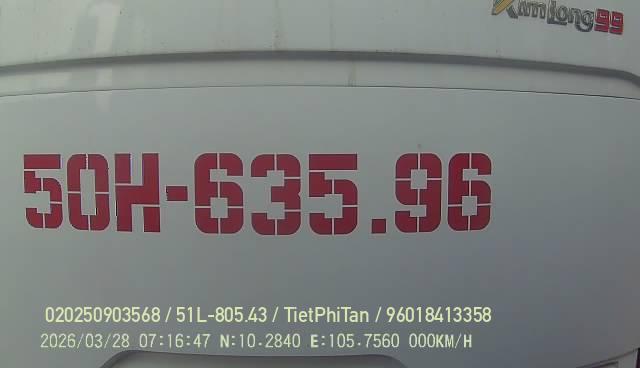 KimLong99
50H-635.96
020250903568 / 51L-805.43 / TietPhiTan / 96018413358
2026/03/28 07:16:47 N:10.2840 E:105.7560 000KM/H